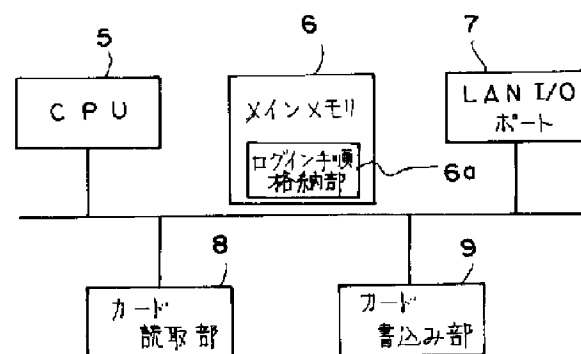 5
CPU
6
メインメモリ
ログイン手順
格納部
6a
7
LAN I/O
ポート
8
カード
読取部
9
カード
書込み部